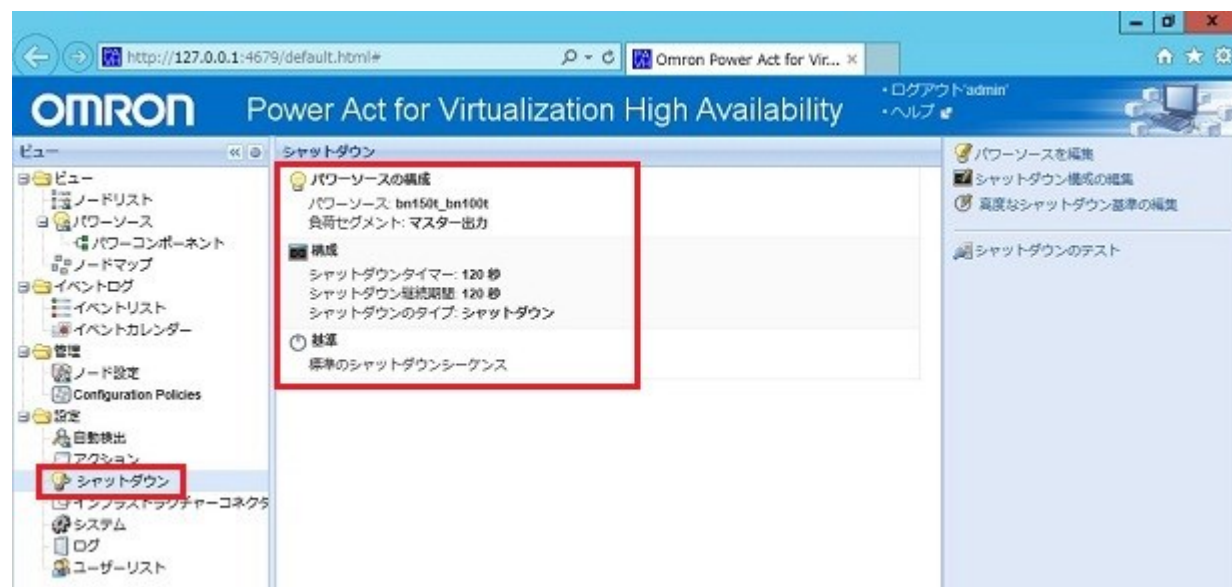 http://127.0.0.1:4679/default.html#
Omron Power Act for Vir... ×
OMRON Power Act for Virtualization High Availability
・ログアウト'admin'
・ヘルプ
ビュー
ビュー
ノードリスト
パワーソース
パワーコンポーネント
ノードマップ
イベントログ
イベントリスト
イベントカレンダー
管理
ノード設定
Configuration Policies
設定
自動検出
アクション
シャットダウン
インフラストラクチャーコネクタ
システム
ログ
ユーザーリスト
シャットダウン
パワーソースの構成
パワーソース: bn150t_bn100t
負荷セグメント: マスター出力
構成
シャットダウンタイマー: 120 秒
シャットダウン継続期間: 120 秒
シャットダウンのタイプ: シャットダウン
基準
標準のシャットダウンシーケンス
パワーソースを編集
シャットダウン構成の編集
高度なシャットダウン基準の編集
シャットダウンのテスト